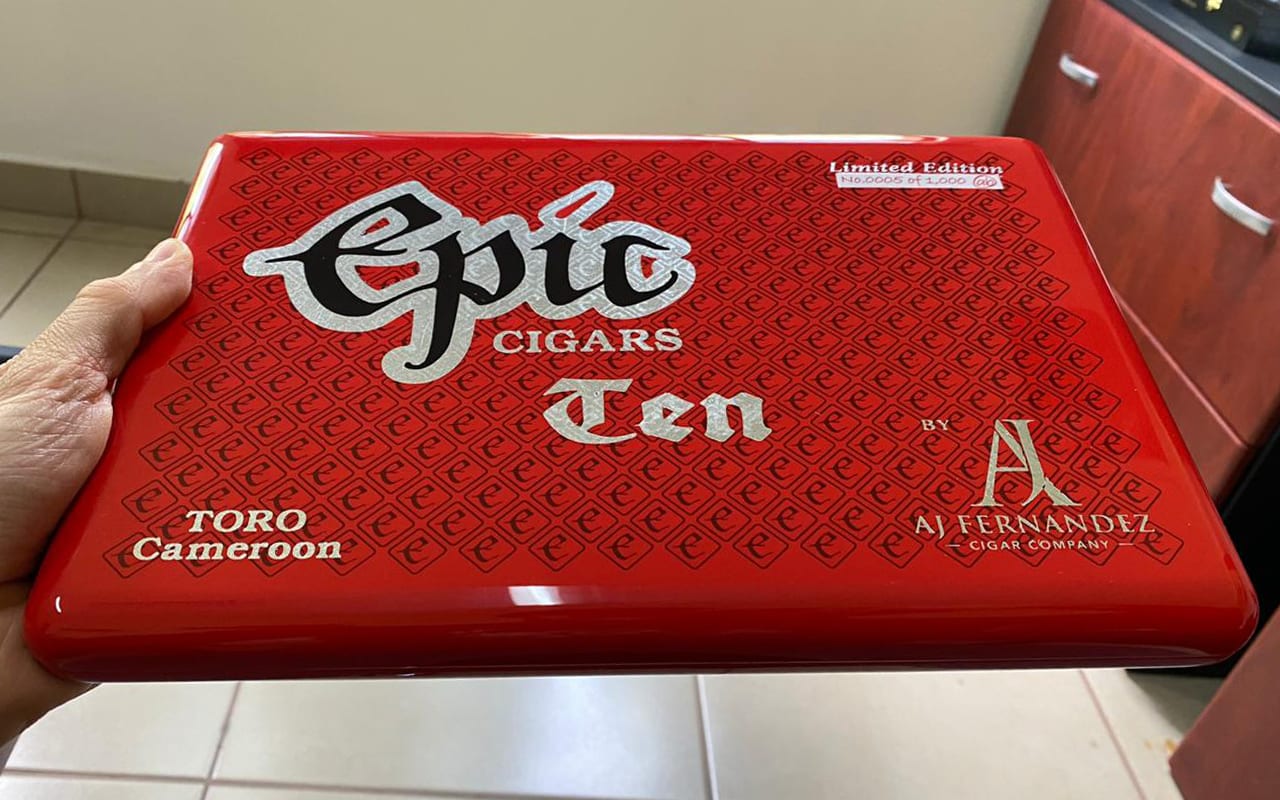 Limited Edition
No.0005 of 1,000
Epic
CIGARS
Ten
BY
AJ
AJ FERNANDEZ
CIGAR COMPANY
TORO
Cameroon